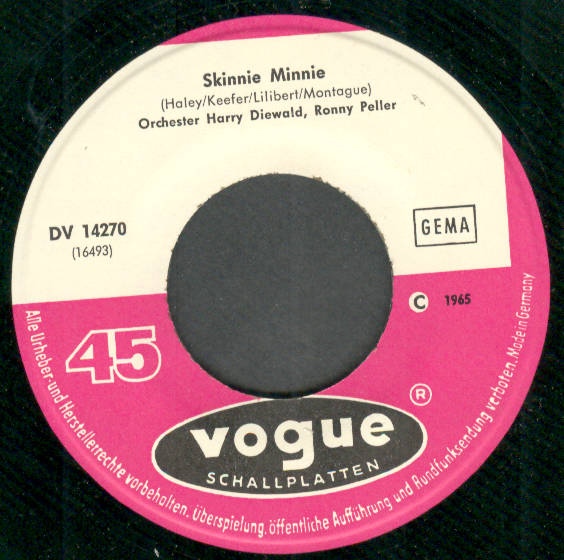 Skinnie Minnie
(Haley/Keefer/Lilibert/Montague)
Orchester Harry Diewald, Ronny Peller
DV 14270
(16493)
GEMA
C 1965
45
R
vogue
SCHALLPLATTEN
Alle Urheber-und Herstellerrechte vorbehalten. Überspielung, öffentliche Aufführung und Rundfunksendung verboten. Made in Germany